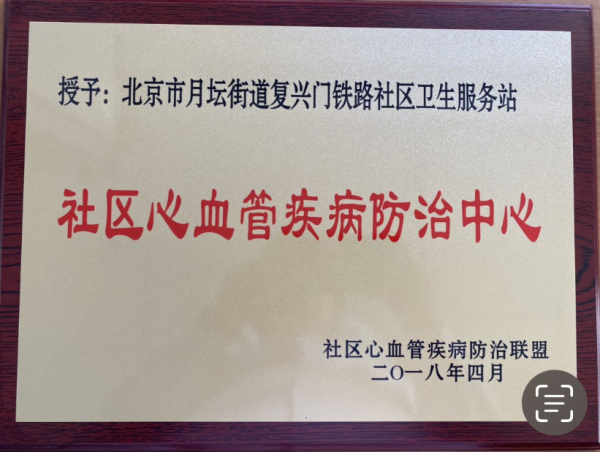 授予：北京市月坛街道复兴门铁路社区卫生服务站
社区心血管疾病防治中心
社区心血管疾病防治联盟
二〇一八年四月